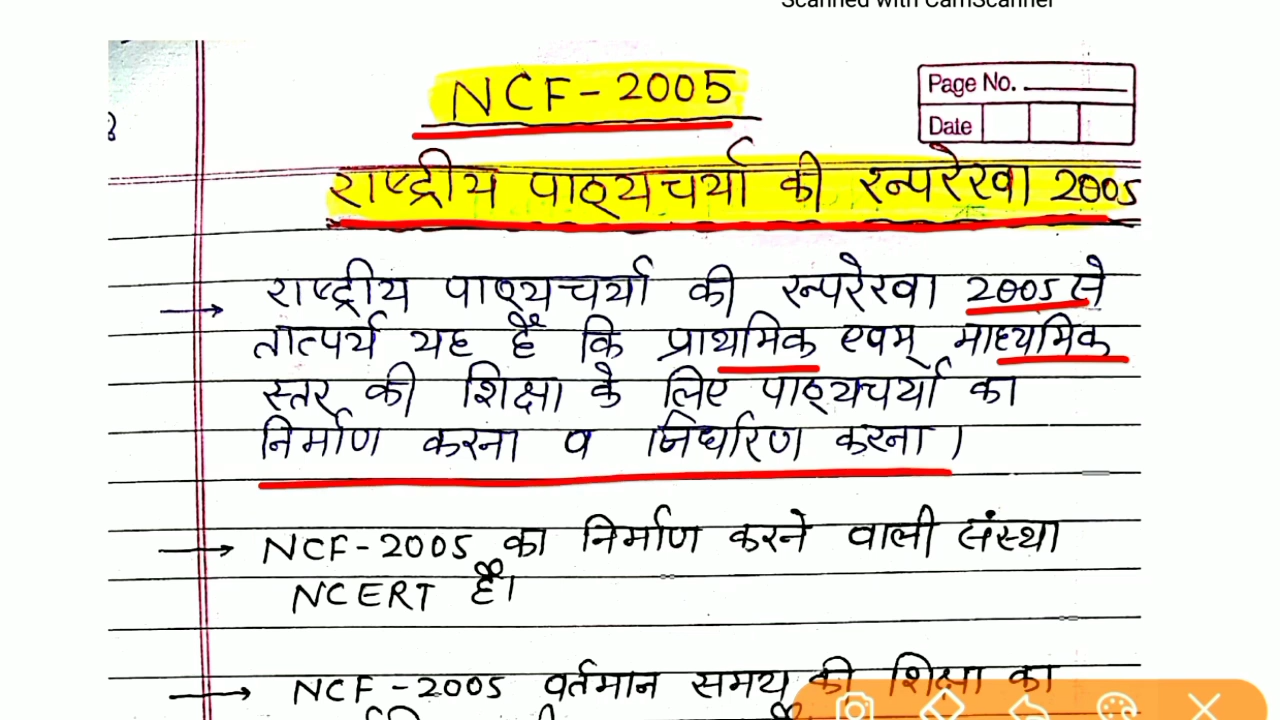 Scanned with CamScanner
NCF-2005
Page No.
Date
राष्ट्रीय पाठ्यचर्या की रूपरेखा 2005
→ राष्ट्रीय पाठ्यचर्या की रूपरेखा 2005 से
तात्पर्य यह है कि प्राथमिक एवम् माध्यमिक
स्तर की शिक्षा के लिए पाठ्यचर्या का
निर्माण करना व निर्धारण करना।
→ NCF-2005 का निर्माण करने वाली संस्था
NCERT है।
→ NCF-2005 वर्तमान समय की शिक्षा का